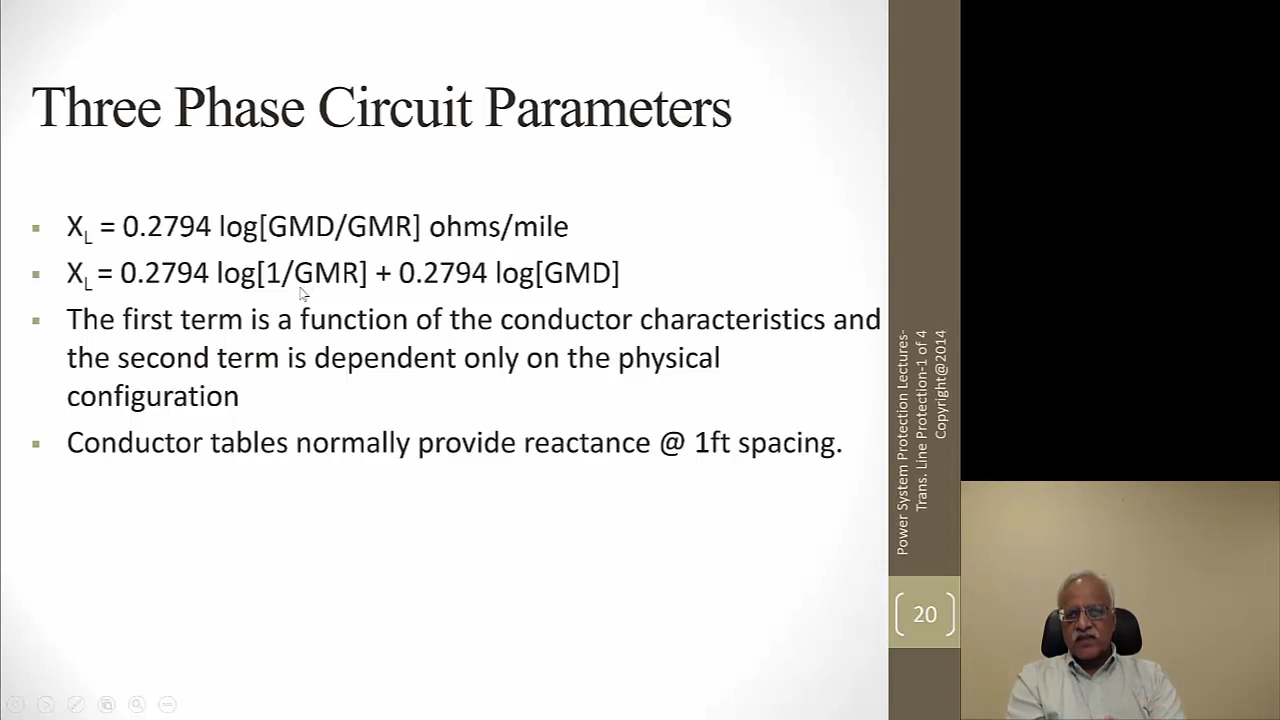 Three Phase Circuit Parameters
▪ XL = 0.2794 log[GMD/GMR] ohms/mile
▪ XL = 0.2794 log[1/GMR] + 0.2794 log[GMD]
▪ The first term is a function of the conductor characteristics and
the second term is dependent only on the physical
configuration
▪ Conductor tables normally provide reactance @ 1ft spacing.
Power System Protection Lectures-
Trans. Line Protection-1 of 4
Copyright@2014
20